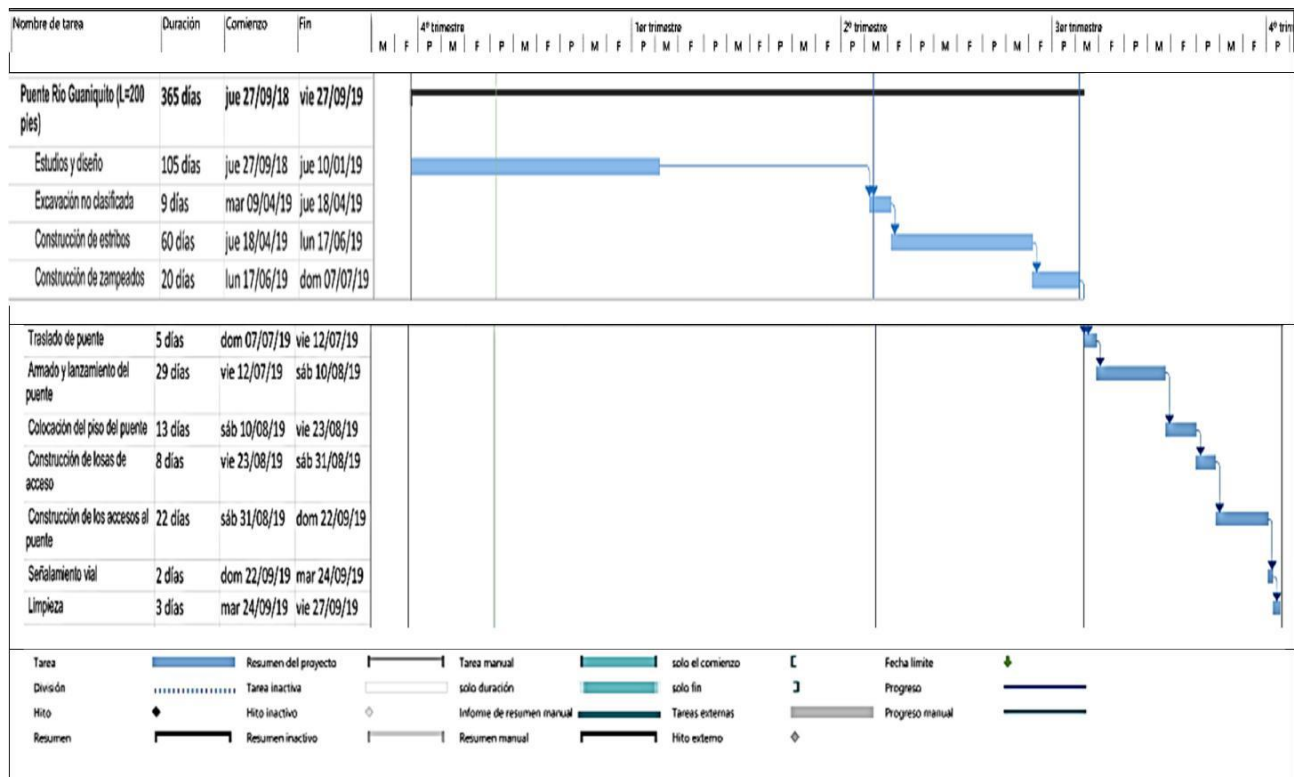 Nombre de tarea Duración Comienzo Fin 4º trimestre 1er trimestre 2º trimestre 3er trimestre 4º trim
M F P M F P M F P M F P M F P M F P M F P M F P M F P M F P M F P M F P
Puente Río Guaniquito (L=200 365 días jue 27/09/18 vie 27/09/19
pies)
Estudios y diseño 105 días jue 27/09/18 jue 10/01/19
Excavación no clasificada 9 días mar 09/04/19 jue 18/04/19
Construcción de estribos 60 días jue 18/04/19 lun 17/06/19
Construcción de zampeados 20 días lun 17/06/19 dom 07/07/19
Traslado de puente 5 días dom 07/07/19 vie 12/07/19
Armado y lanzamiento del 29 días vie 12/07/19 sáb 10/08/19
puente
Colocación del piso del puente 13 días sáb 10/08/19 vie 23/08/19
Construcción de losas de 8 días vie 23/08/19 sáb 31/08/19
acceso
Construcción de los accesos al 22 días sáb 31/08/19 dom 22/09/19
puente
Señalamiento vial 2 días dom 22/09/19 mar 24/09/19
Limpieza 3 días mar 24/09/19 vie 27/09/19
Tarea Resumen del proyecto Tarea manual solo el comienzo Fecha límite
División Tarea inactiva solo duración solo fin Progreso
Hito Hito inactivo Informe de resumen manual Tareas externas Progreso manual
Resumen Resumen inactivo Resumen manual Hito externo